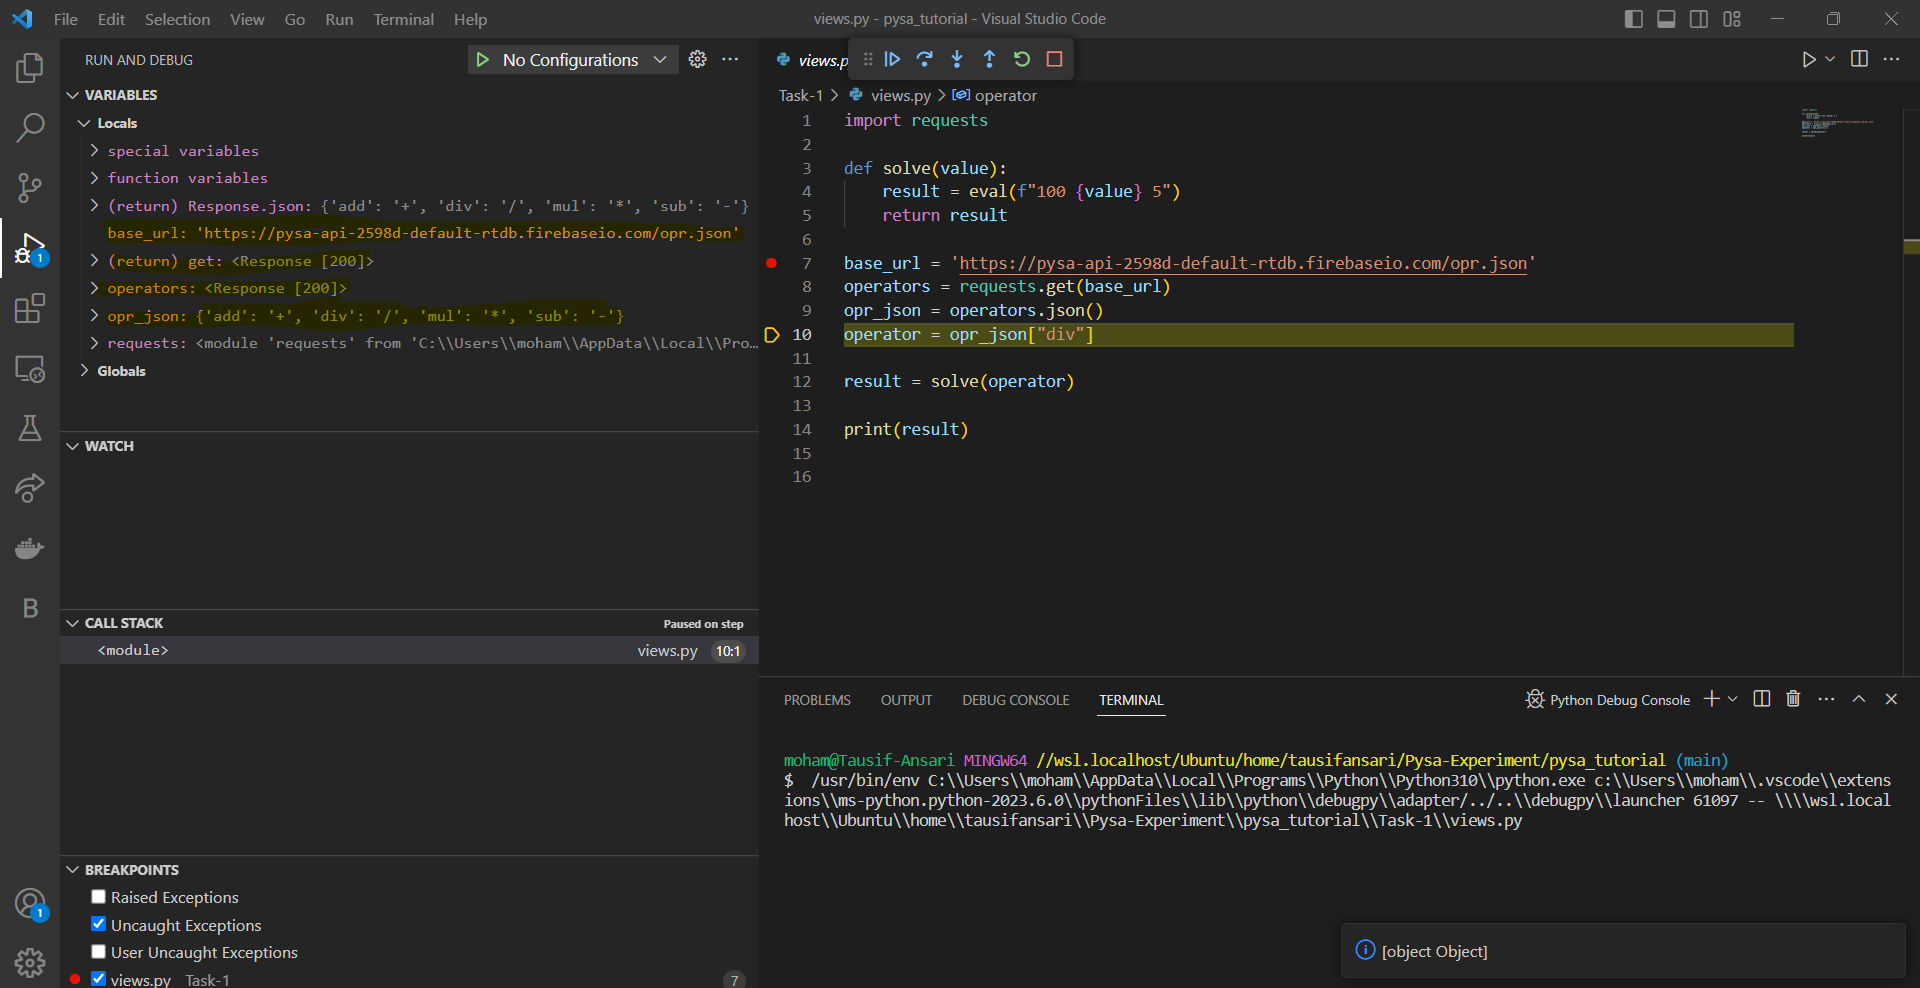 File Edit Selection View Go Run Terminal Help
views.py - pysa_tutorial - Visual Studio Code
RUN AND DEBUG
No Configurations
VARIABLES
Locals
special variables
function variables
(return) Response.json: {'add': '+', 'div': '/', 'mul': '*', 'sub': '-'}
base_url: 'https://pysa-api-2598d-default-rtdb.firebaseio.com/opr.json'
(return) get: <Response [200]>
operators: <Response [200]>
opr_json: {'add': '+', 'div': '/', 'mul': '*', 'sub': '-'}
requests: <module 'requests' from 'C:\\Users\\moham\\AppData\\Local\\Pro...
Globals
WATCH
CALL STACK
Paused on step
<module>
views.py 10:1
BREAKPOINTS
Raised Exceptions
Uncaught Exceptions
User Uncaught Exceptions
views.py Task-1 7
1
B
1
views.p
Task-1 > views.py > operator
1 import requests
2
3 def solve(value):
4     result = eval(f"100 {value} 5")
5     return result
6
7 base_url = 'https://pysa-api-2598d-default-rtdb.firebaseio.com/opr.json'
8 operators = requests.get(base_url)
9 opr_json = operators.json()
10 operator = opr_json["div"]
11
12 result = solve(operator)
13
14 print(result)
15
16
PROBLEMS OUTPUT DEBUG CONSOLE TERMINAL
Python Debug Console
moham@Tausif-Ansari MINGW64 //wsl.localhost/Ubuntu/home/tausifansari/Pysa-Experiment/pysa_tutorial (main)
$  /usr/bin/env C:\\Users\\moham\\AppData\\Local\\Programs\\Python\\Python310\\python.exe c:\\Users\\moham\\.vscode\\extens
ions\\ms-python.python-2023.6.0\\pythonFiles\\lib\\python\\debugpy\\adapter/../..\\debugpy\\launcher 61097 -- \\\\wsl.local
host\\Ubuntu\\home\\tausifansari\\Pysa-Experiment\\pysa_tutorial\\Task-1\\views.py
[object Object]